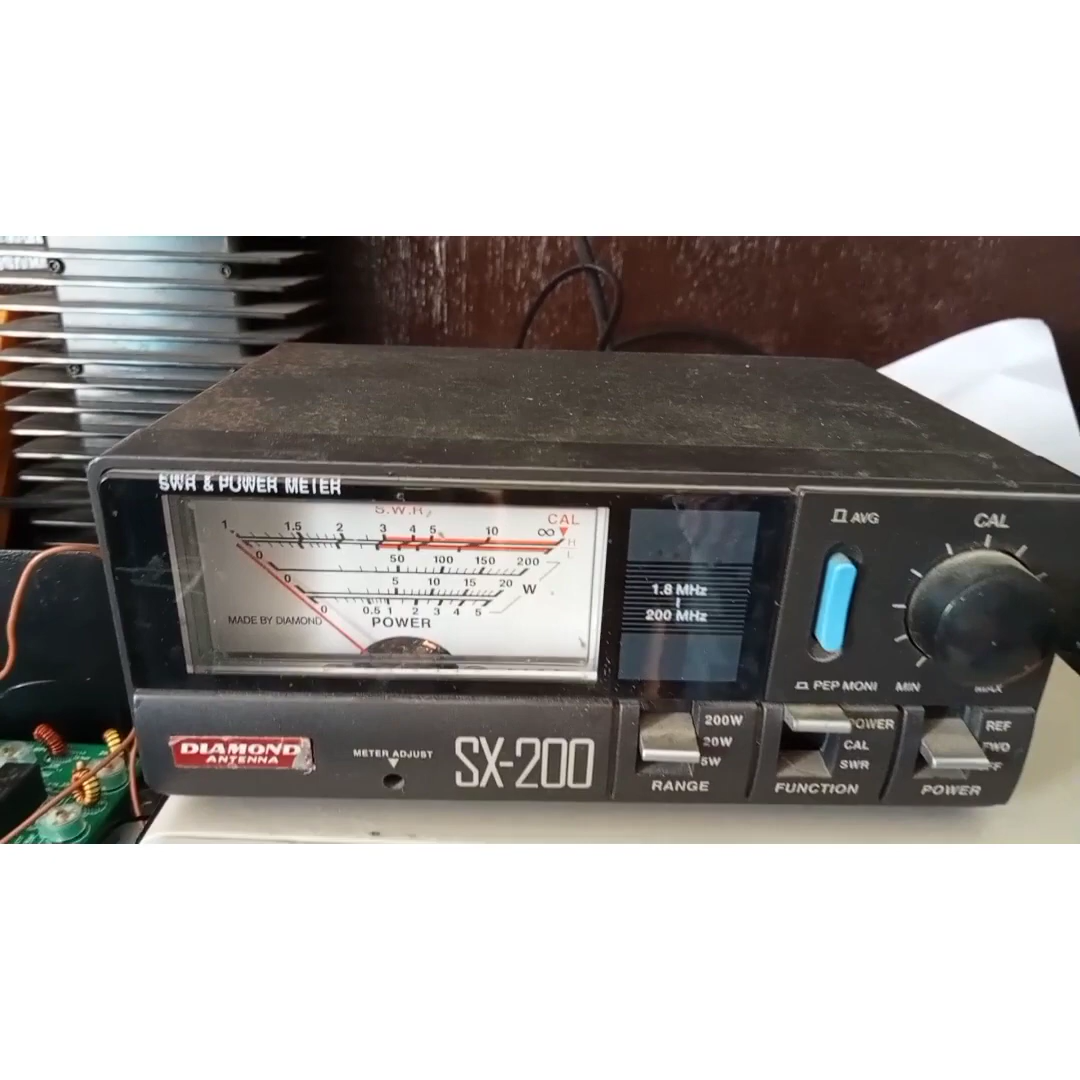 SWR & POWER METER
S.W.R.
CAL
1 1.5 2 3 4 5 10 ∞
H
L
0 50 100 150 200
0 5 10 15 20 W
0 0.5 1 2 3 4 5
MADE BY DIAMOND
POWER
1.8 MHz
200 MHz
AVG
CAL
PEP MONI
MIN
MAX
DIAMOND
ANTENNA
METER ADJUST
SX-200
200W
20W
5W
RANGE
POWER
CAL
SWR
FUNCTION
REF
FWD
OFF
POWER